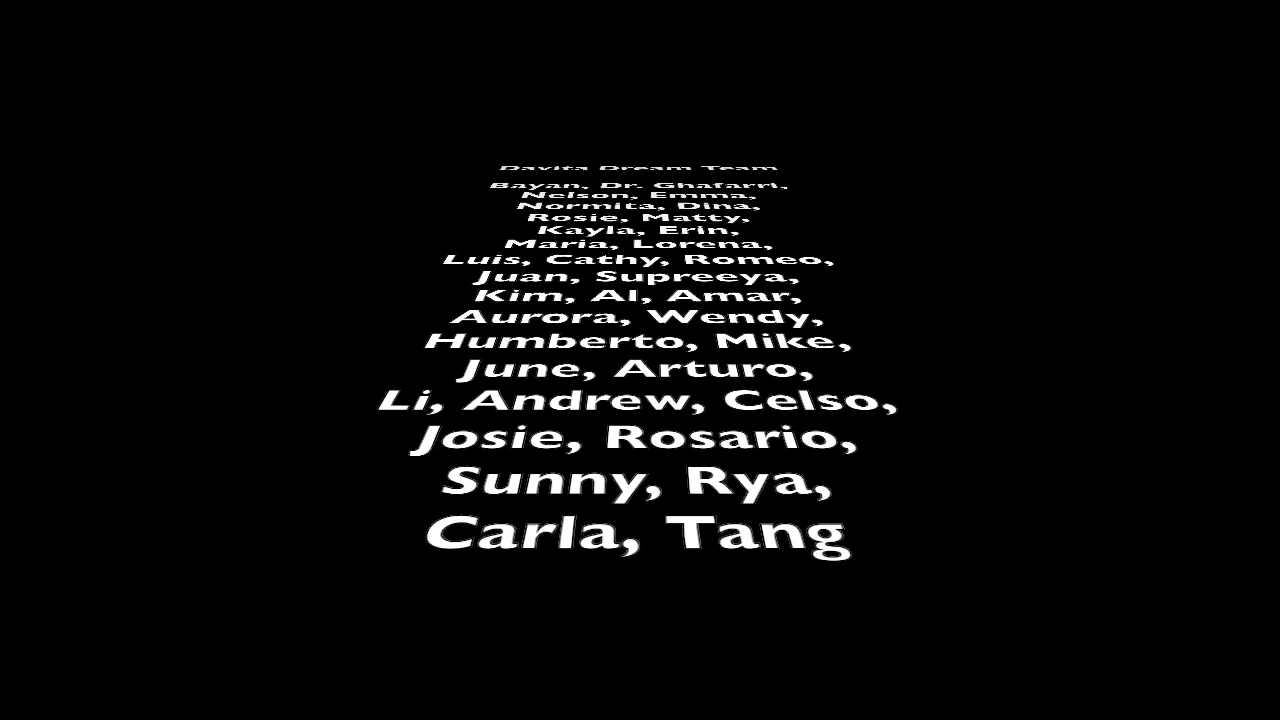 Davita Dream Team
Bayan, Dr. Ghafarri,
Nelson, Emma,
Normita, Dina,
Rosie, Matty,
Kayla, Erin,
Maria, Lorena,
Luis, Cathy, Romeo,
Juan, Supreeya,
Kim, Al, Amar,
Aurora, Wendy,
Humberto, Mike,
June, Arturo,
Li, Andrew, Celso,
Josie, Rosario,
Sunny, Rya,
Carla, Tang